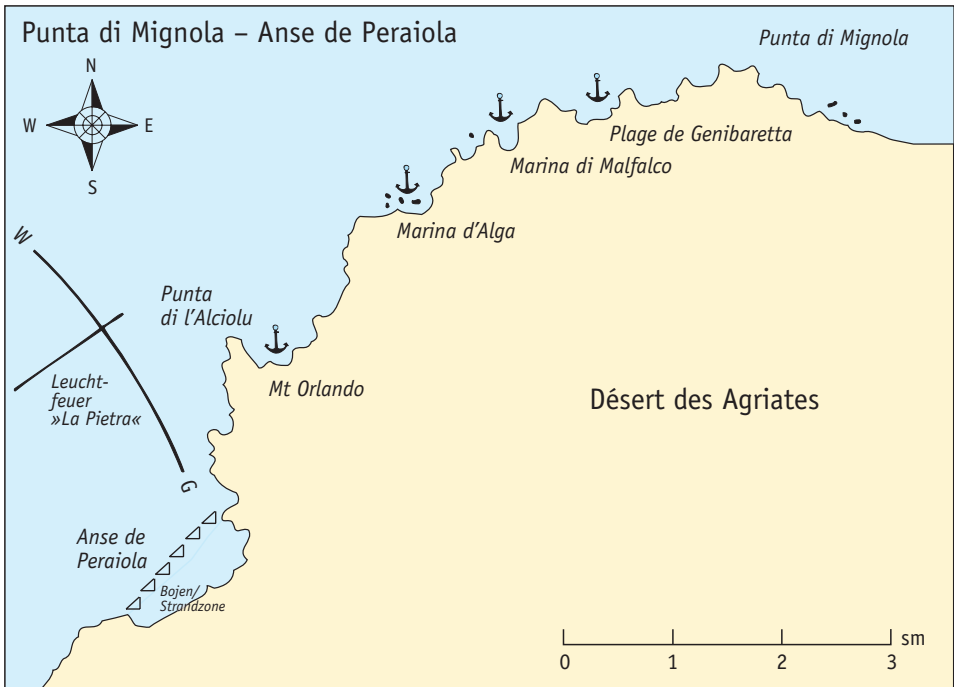 Punta di Mignola – Anse de Peraiola
N
W
E
S
Punta di Mignola
Plage de Genibaretta
Marina di Malfalco
Marina d'Alga
W
Punta
di l'Alciolu
Leucht-
feuer
»La Pietra«
Mt Orlando
Désert des Agriates
G
Anse de
Peraiola
Bojen/
Strandzone
sm
0 1 2 3